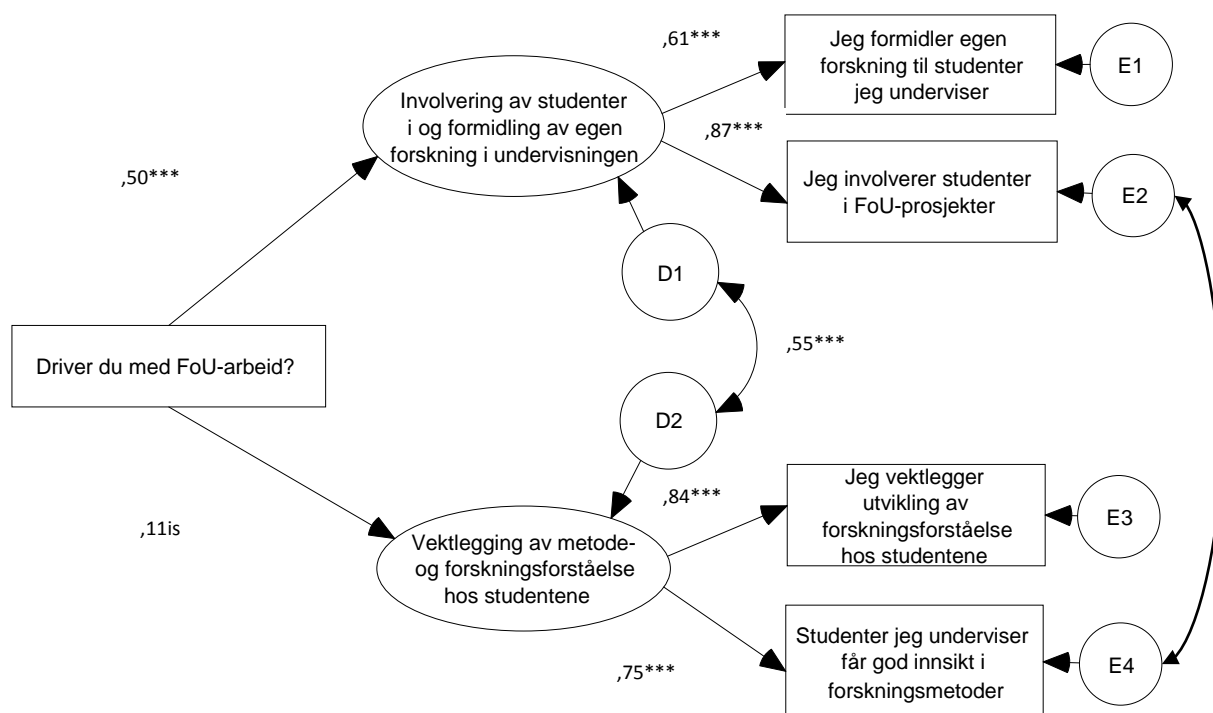 ,61***
Jeg formidler egen
forskning til studenter
jeg underviser
E1
Involvering av studenter
i og formidling av egen
forskning i undervisningen
,87***
,50***
Jeg involverer studenter
i FoU-prosjekter
E2
D1
,55***
Driver du med FoU-arbeid?
D2
,84***
Jeg vektlegger
utvikling av
forskningsforståelse
hos studentene
E3
,11is
Vektlegging av metode-
og forskningsforståelse
hos studentene
,75***
Studenter jeg underviser
får god innsikt i
forskningsmetoder
E4